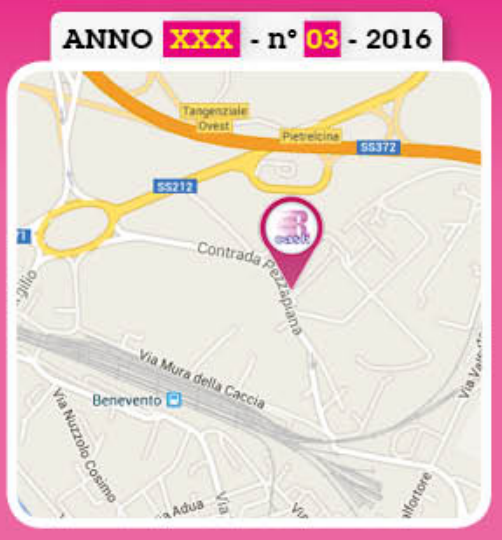 ANNO XXX - n° 03 - 2016
Tangenziale
Ovest
Pietrelcina
SS372
SS212
R
cash
Contrada Pezzapiana
Via Mura della Caccia
Benevento
Via Nuzzolo Cosimo
Adua
Via